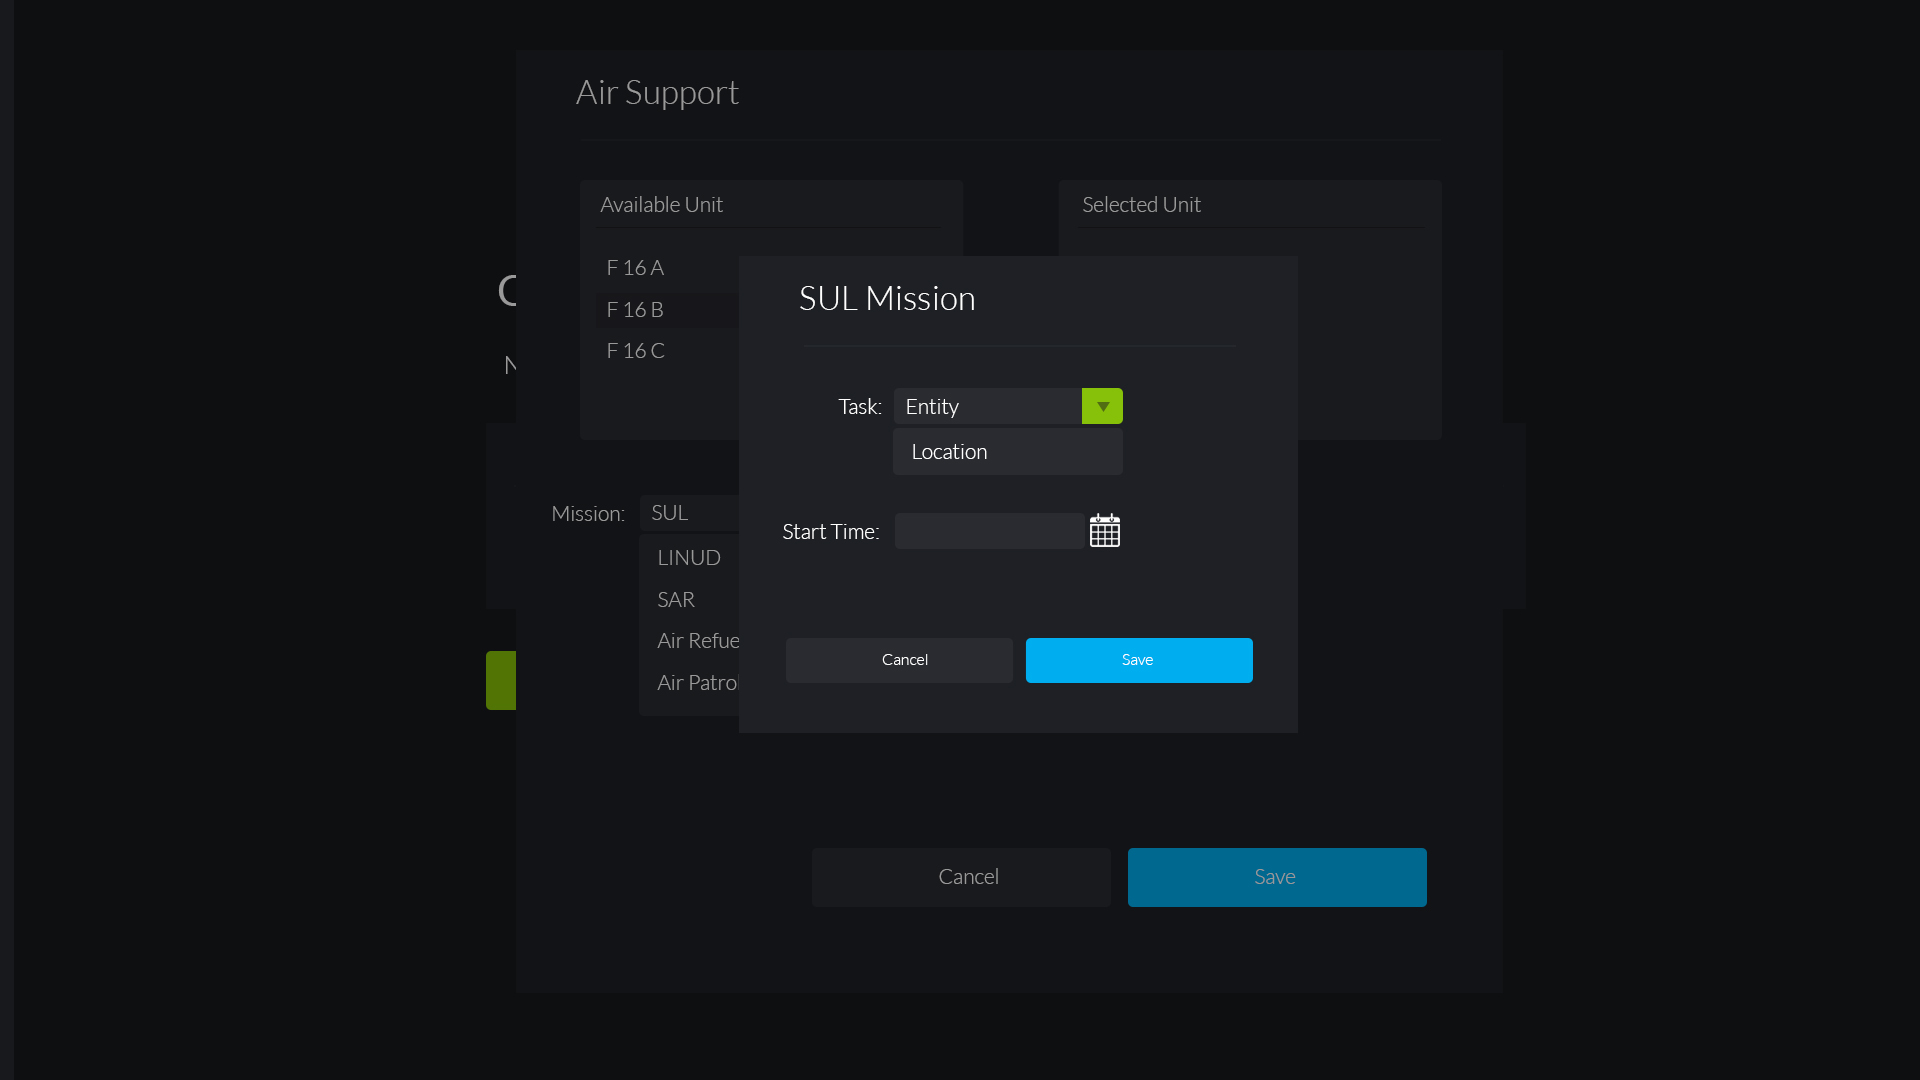 Air Support
Available Unit
Selected Unit
F 16 A
F 16 B
F 16 C
SUL Mission
Task: Entity
Location
Start Time:
Cancel
Save
Mission: SUL
LINUD
SAR
Air Refue
Air Patrol
Cancel
Save